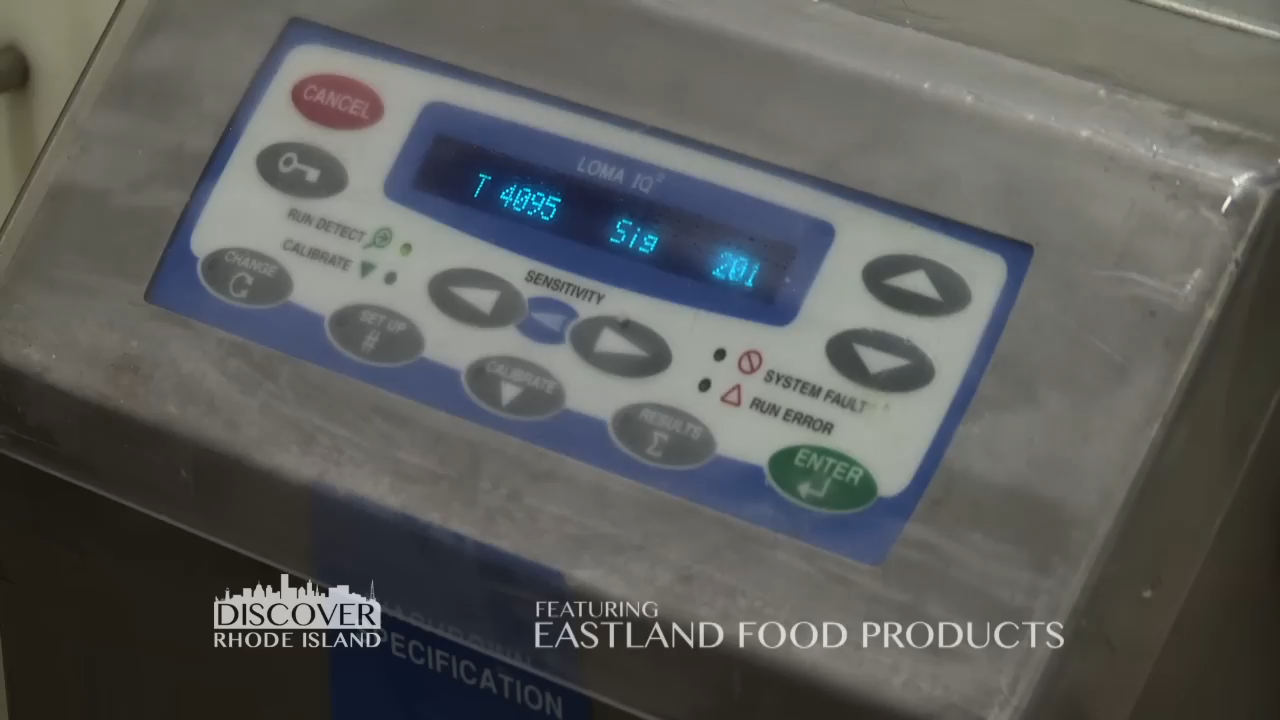 CANCEL
LOMA IQ²
T 4095 Sig 201
RUN DETECT
CALIBRATE
CHANGE
SENSITIVITY
SET UP
#
CALIBRATE
RESULTS
Σ
SYSTEM FAULT
RUN ERROR
ENTER
DISCOVER
RHODE ISLAND
FEATURING
EASTLAND FOOD PRODUCTS
PECIFICATION